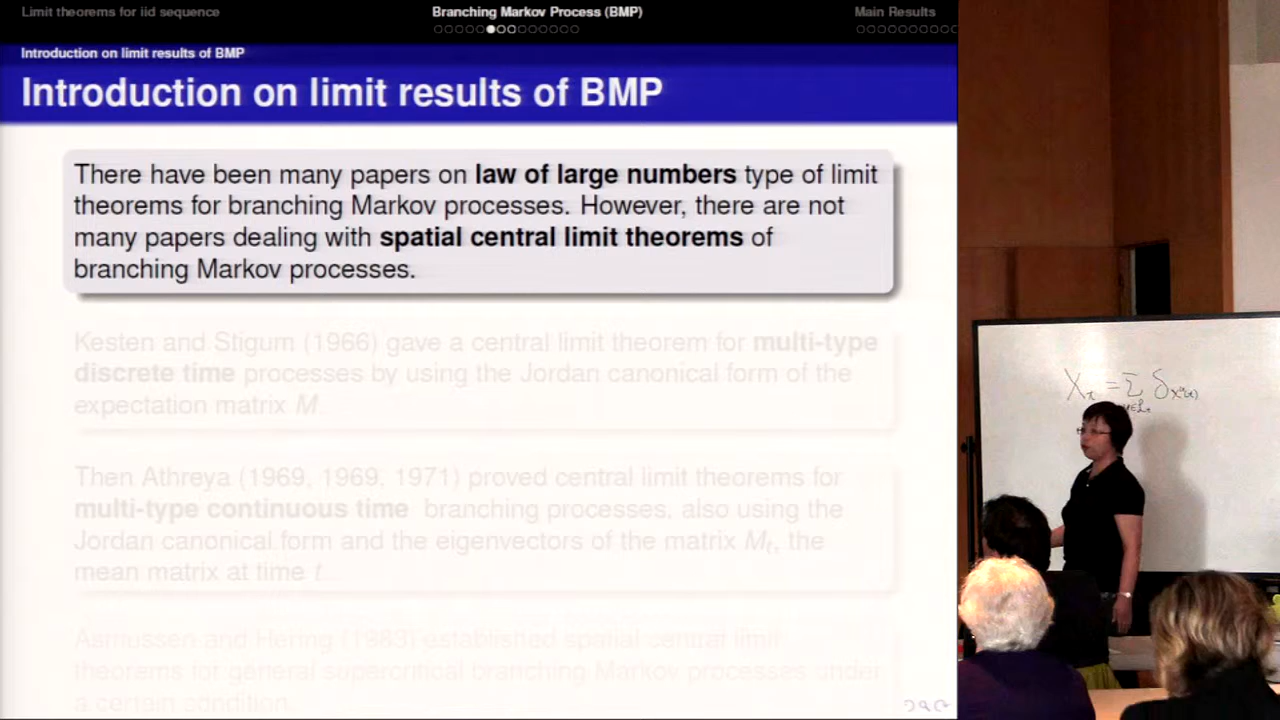 Limit theorems for iid sequence Branching Markov Process (BMP) Main Results
Introduction on limit results of BMP
Introduction on limit results of BMP
There have been many papers on law of large numbers type of limit
theorems for branching Markov processes. However, there are not
many papers dealing with spatial central limit theorems of
branching Markov processes.
Kesten and Stigum (1966) gave a central limit theorem for multi-type
discrete time processes by using the Jordan canonical form of the
expectation matrix M.
Then Athreya (1969, 1969, 1971) proved central limit theorems for
multi-type continuous time branching processes, also using the
Jordan canonical form and the eigenvectors of the matrix M_t, the
mean matrix at time t.
Asmussen and Hering (1983) established spatial central limit
theorems for general supercritical branching Markov processes under
a certain condition.
X_t = Σ δ